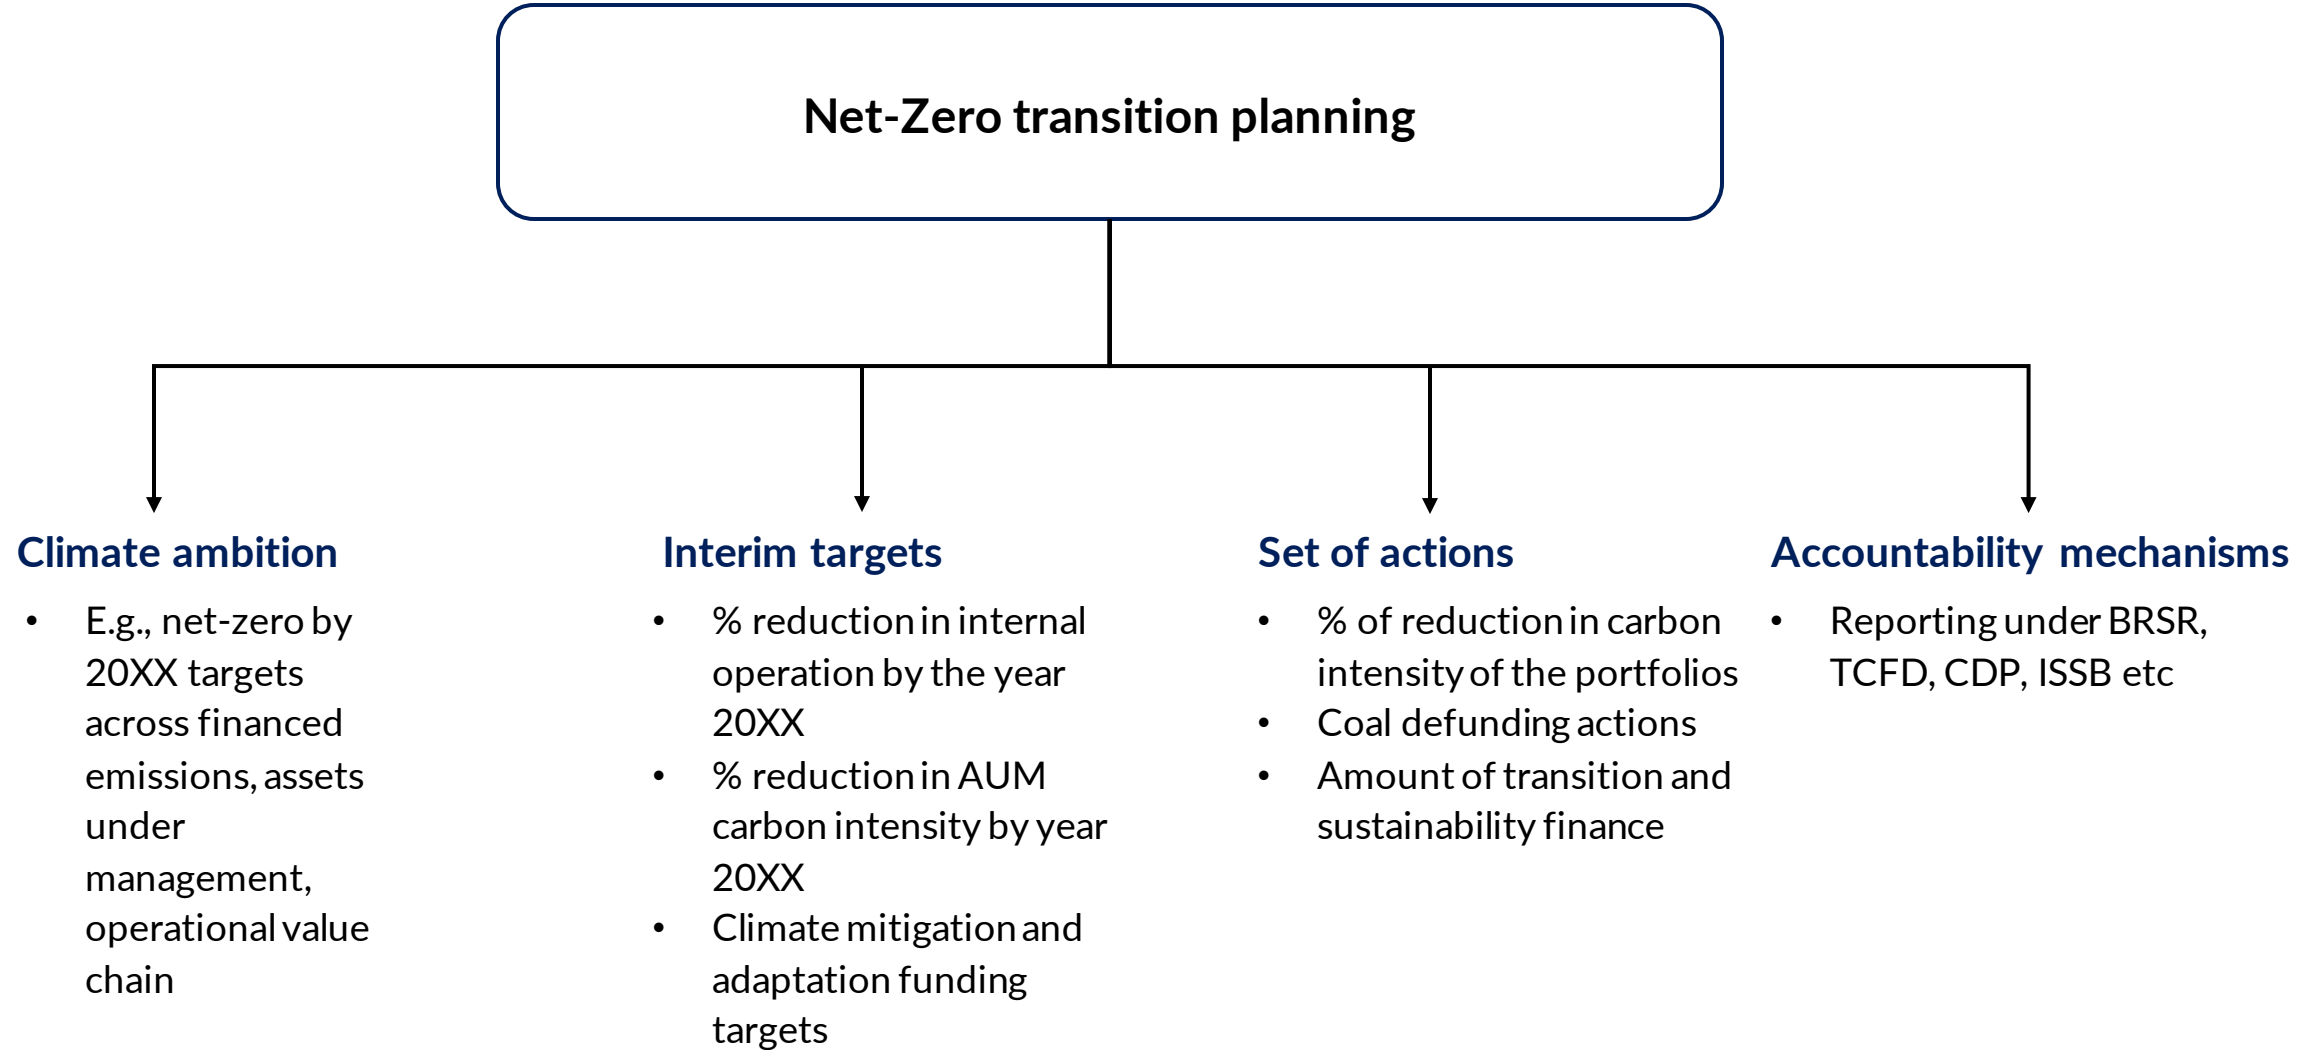 Net-Zero transition planning
Climate ambition
• E.g., net-zero by
20XX targets
across financed
emissions, assets
under
management,
operational value
chain
Interim targets
• % reduction in internal
operation by the year
20XX
• % reduction in AUM
carbon intensity by year
20XX
• Climate mitigation and
adaptation funding
targets
Set of actions
• % of reduction in carbon
intensity of the portfolios
• Coal defunding actions
• Amount of transition and
sustainability finance
Accountability mechanisms
• Reporting under BRSR,
TCFD, CDP, ISSB etc